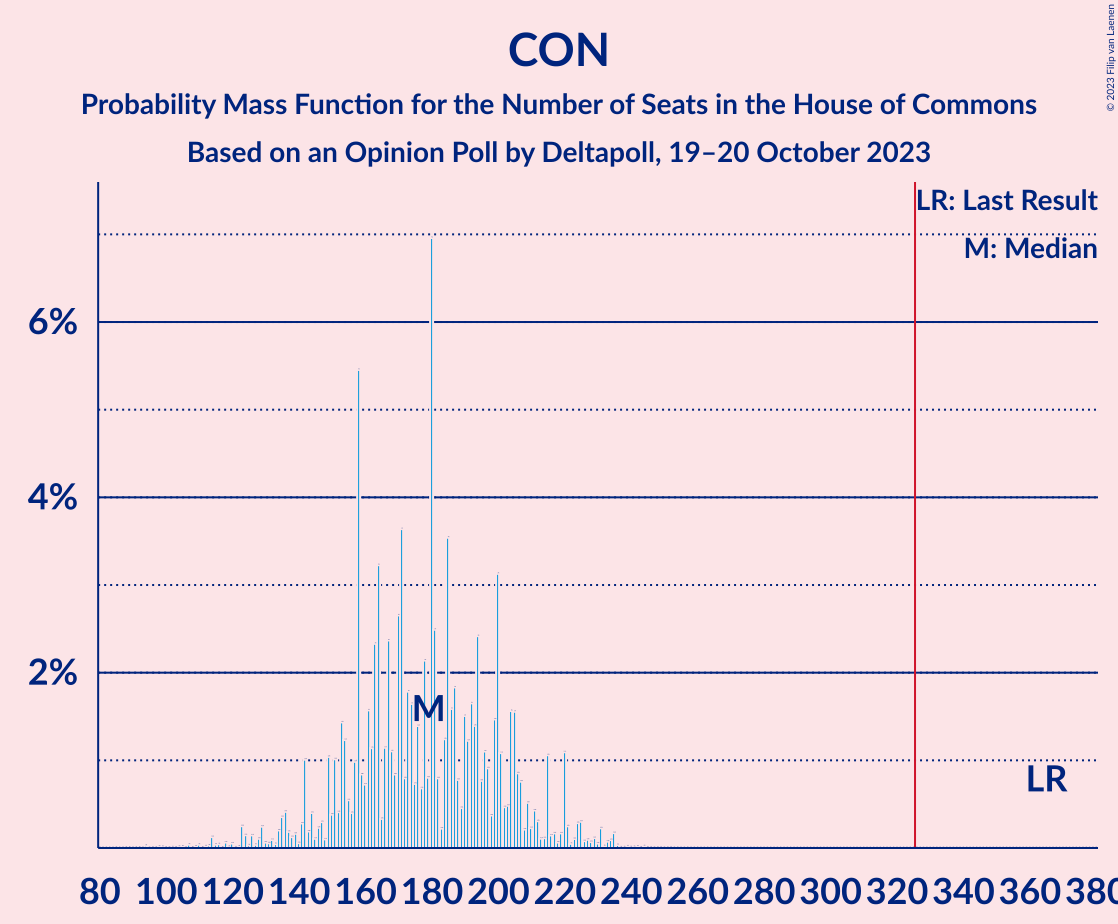 CON
Probability Mass Function for the Number of Seats in the House of Commons
Based on an Opinion Poll by Deltapoll, 19–20 October 2023
© 2023 Filip van Laenen
LR: Last Result
M: Median
6%
4%
2%
M
LR
80 100 120 140 160 180 200 220 240 260 280 300 320 340 360 380